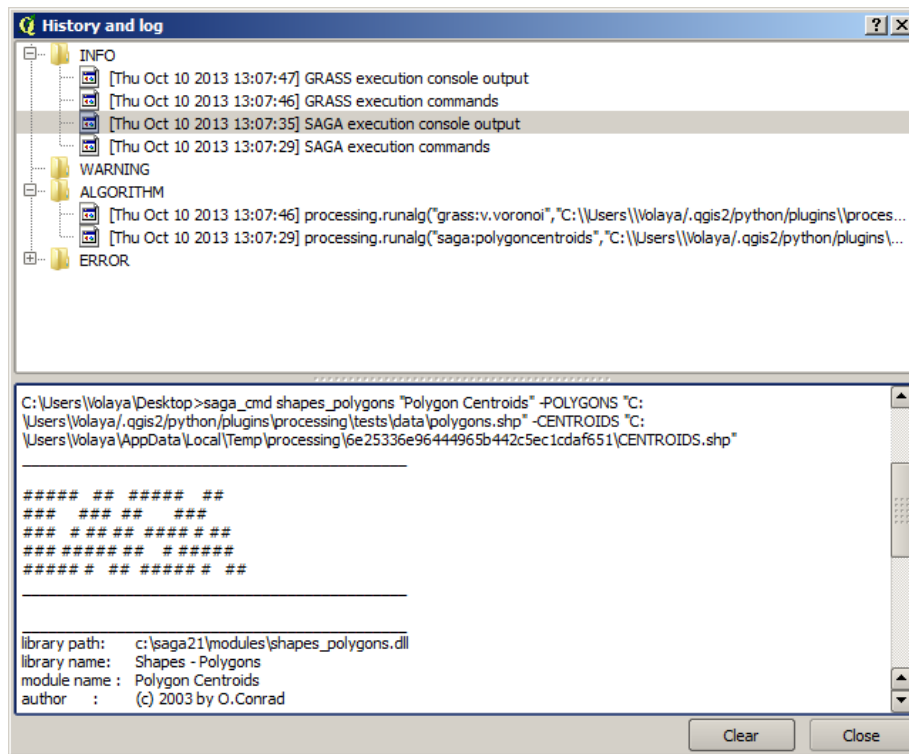 History and log
INFO
[Thu Oct 10 2013 13:07:47] GRASS execution console output
[Thu Oct 10 2013 13:07:46] GRASS execution commands
[Thu Oct 10 2013 13:07:35] SAGA execution console output
[Thu Oct 10 2013 13:07:29] SAGA execution commands
WARNING
ALGORITHM
[Thu Oct 10 2013 13:07:46] processing.runalg("grass:v.voronoi","C:\\Users\\Volaya/.qgis2/python/plugins\\proces...
[Thu Oct 10 2013 13:07:29] processing.runalg("saga:polygoncentroids","C:\\Users\\Volaya/.qgis2/python/plugins\...
ERROR
C:\Users\Volaya\Desktop>saga_cmd shapes_polygons "Polygon Centroids" -POLYGONS "C:
\Users\Volaya/.qgis2/python/plugins\processing\tests\data\polygons.shp" -CENTROIDS "C:
\Users\Volaya\AppData\Local\Temp\processing\6e25336e96444965b442c5ec1cdaf651\CENTROIDS.shp"
_____________________________________________
##### ## ##### ##
### ### ## ###
### # ## ## #### # ##
### ##### ## # #####
##### # ## ##### # ##
_____________________________________________
_____________________________________________
library path: c:\saga21\modules\shapes_polygons.dll
library name: Shapes - Polygons
module name : Polygon Centroids
author : (c) 2003 by O.Conrad
Clear Close